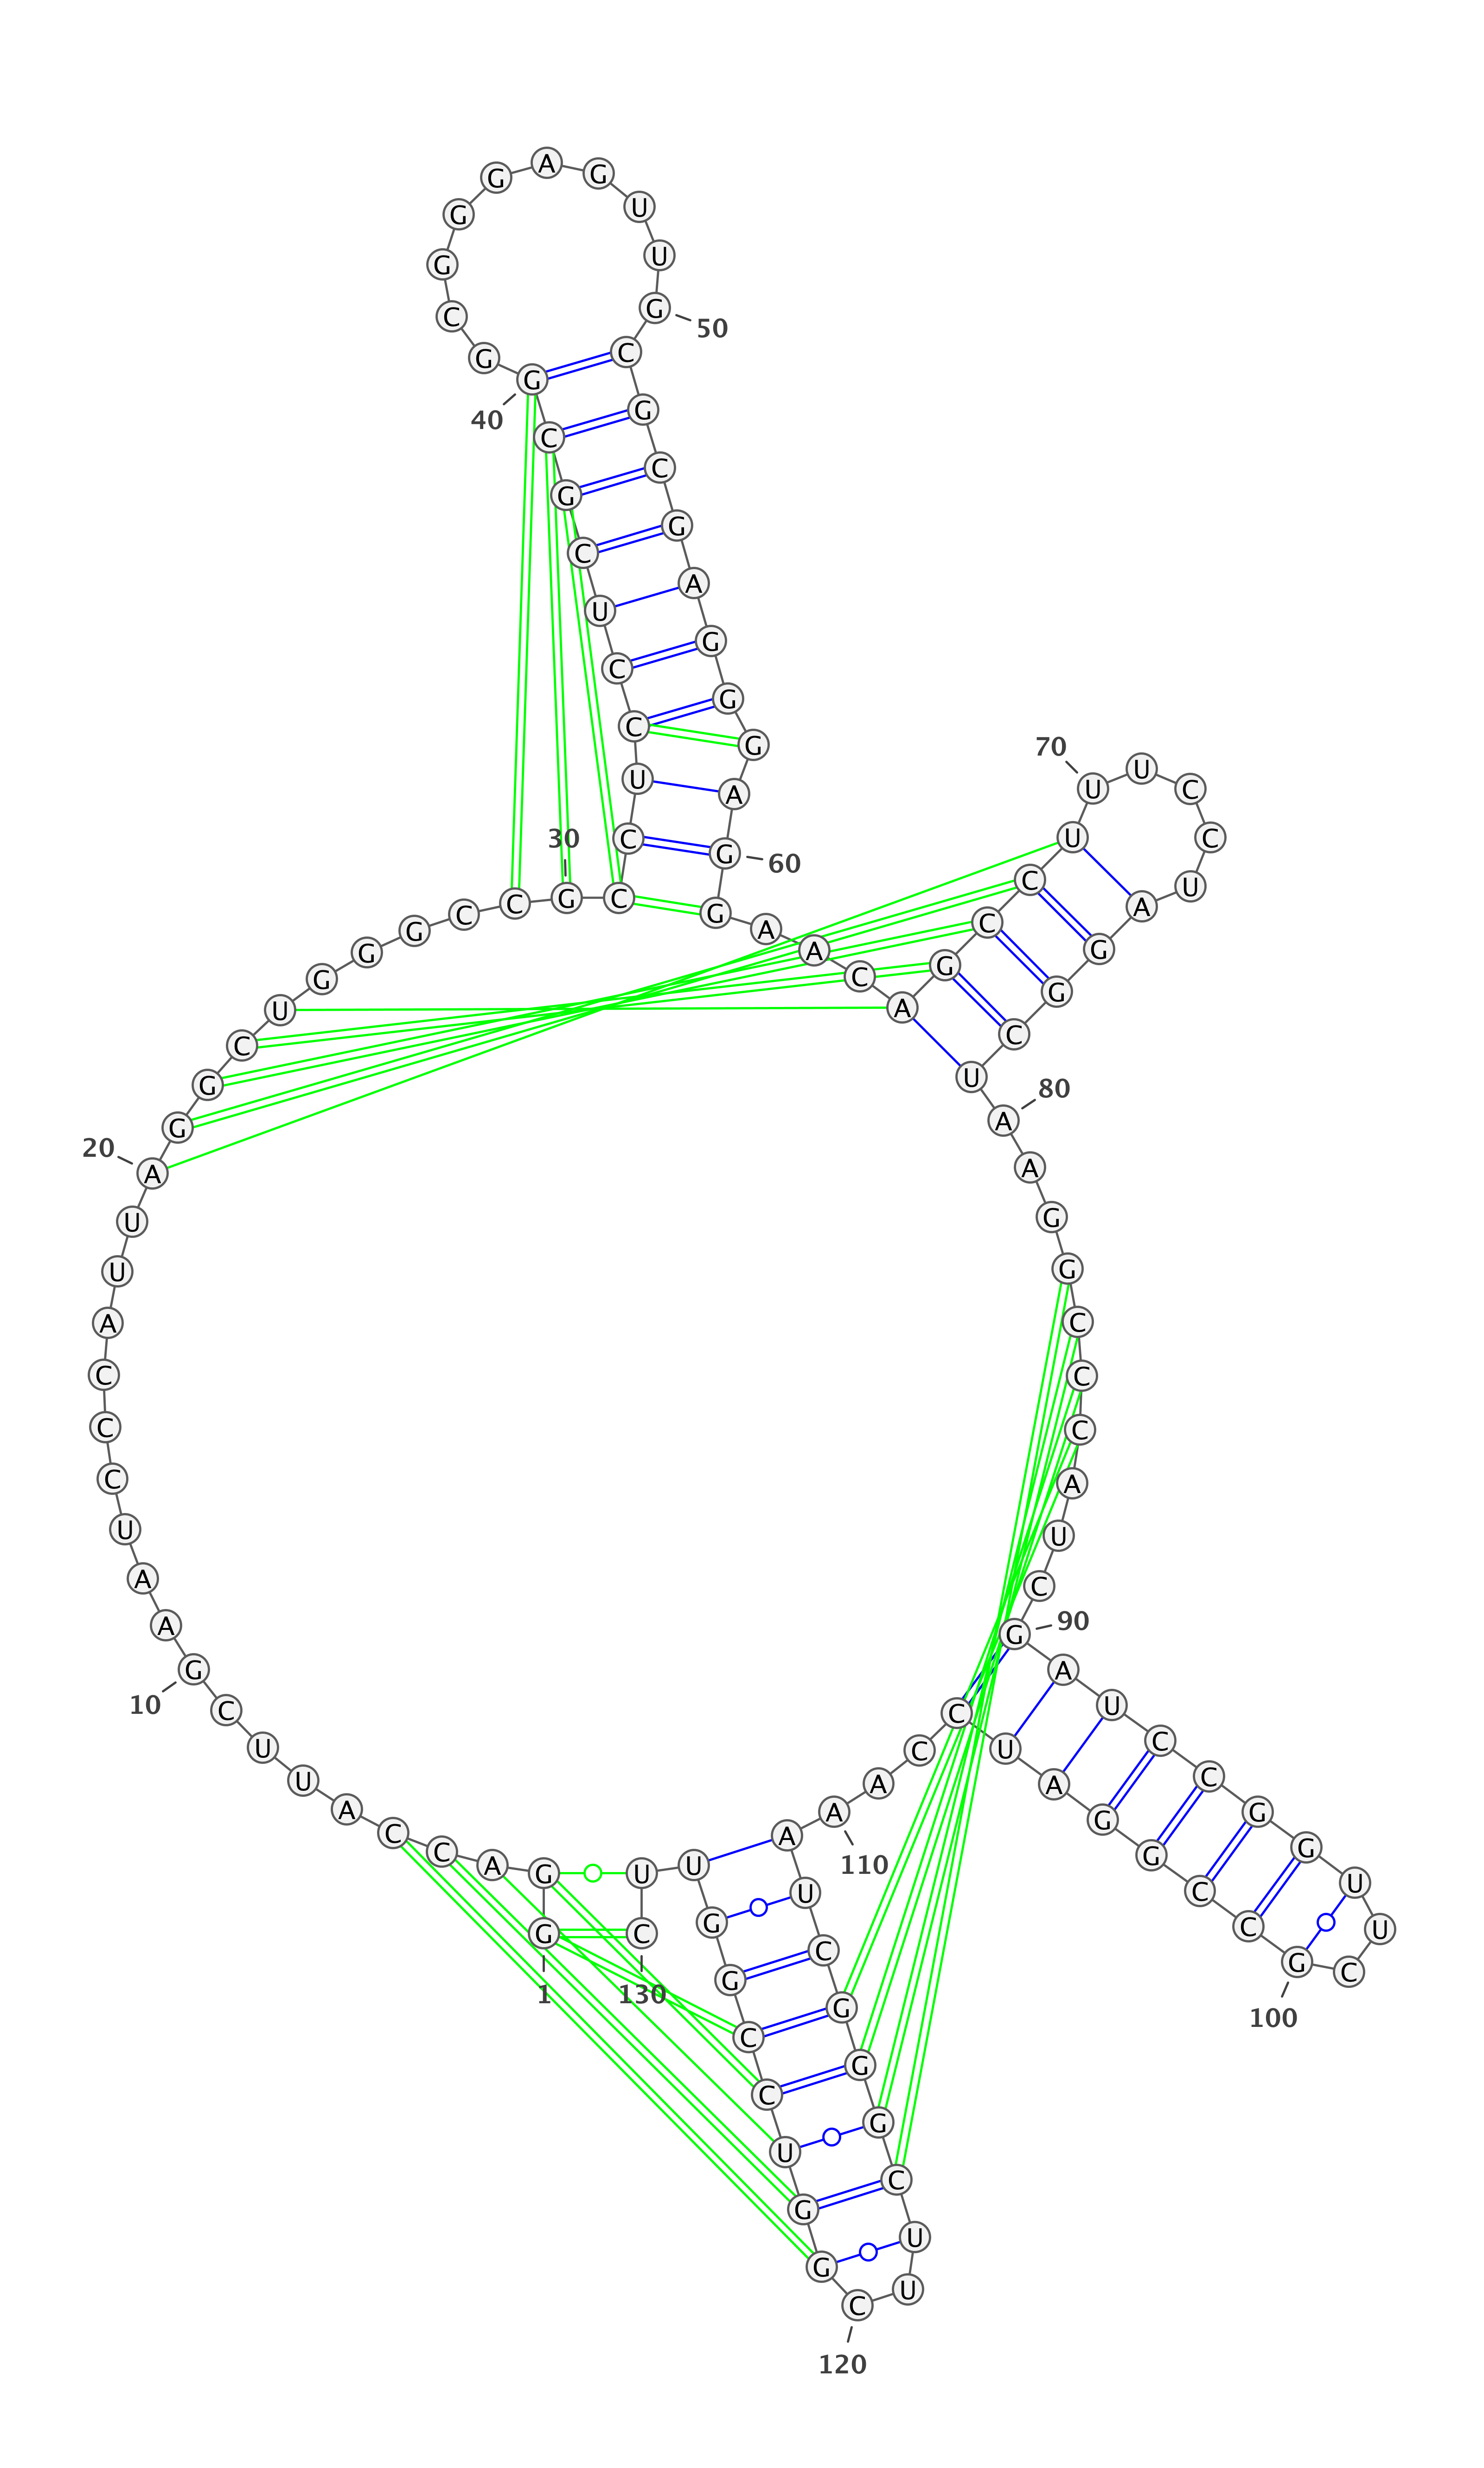 G G A C C A U U C G
1
10
A A U C C C A U U A
20
G G C U G G G C C G
30
C C U C C U C G C G
40
G C G G G A G U U G
50
C G C G A G G G A G
60
G A A C A G C C U U
70
U C C U A G G C U A
80
A G G C C C A U C G
90
A U C C G G U U C G
100
C C G G A U C C A A
110
A U C G G G C U U C
120
G G U C C G G U U C
130